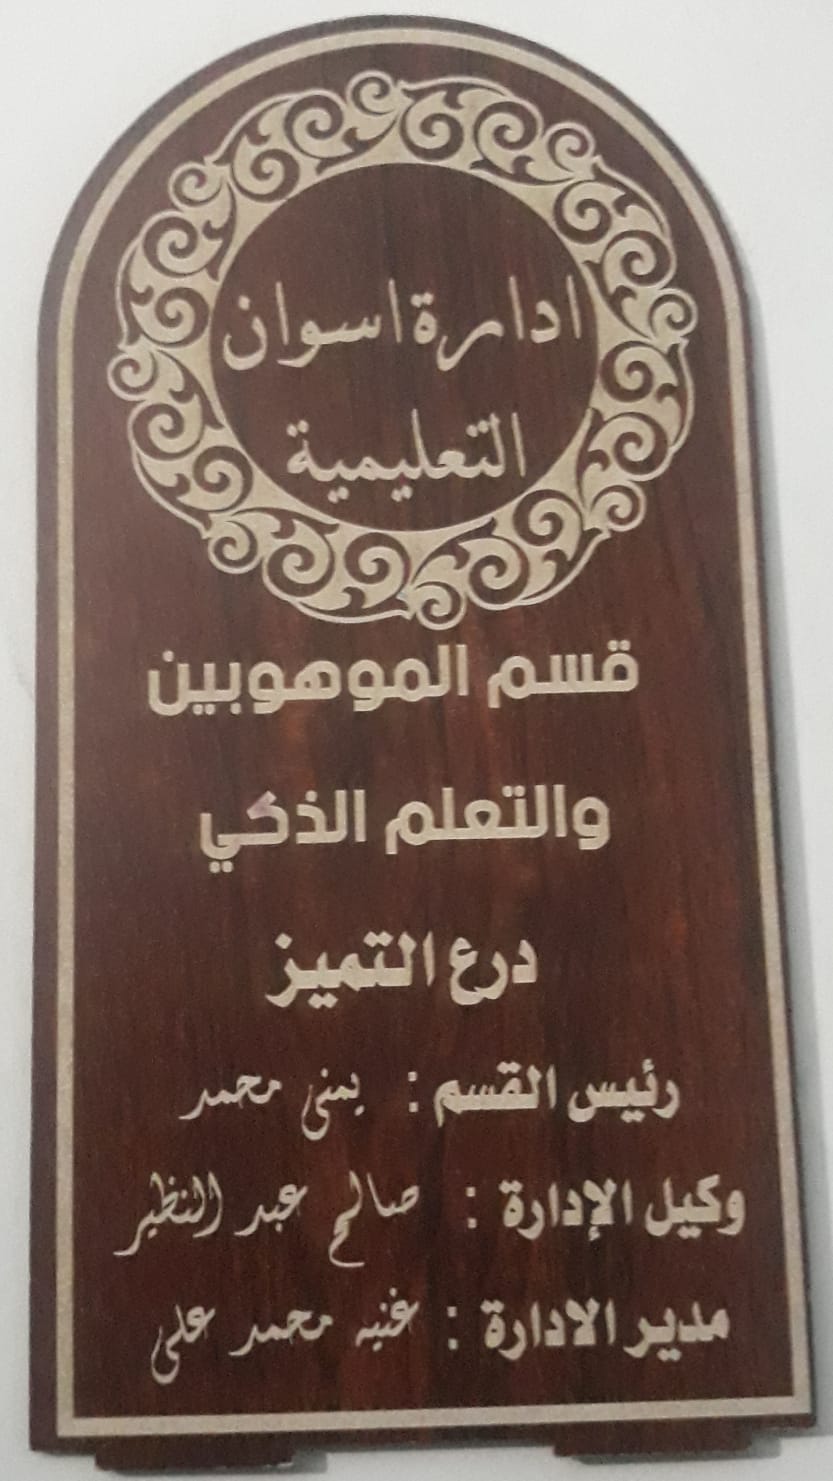 ادارة اسوان
التعليمية
قسم الموهوبين
والتعلم الذكي
درع التميز
رئيس القسم : يمنى محمد
وكيل الإدارة : صالح عبد النظير
مدير الادارة : غنيه محمد على